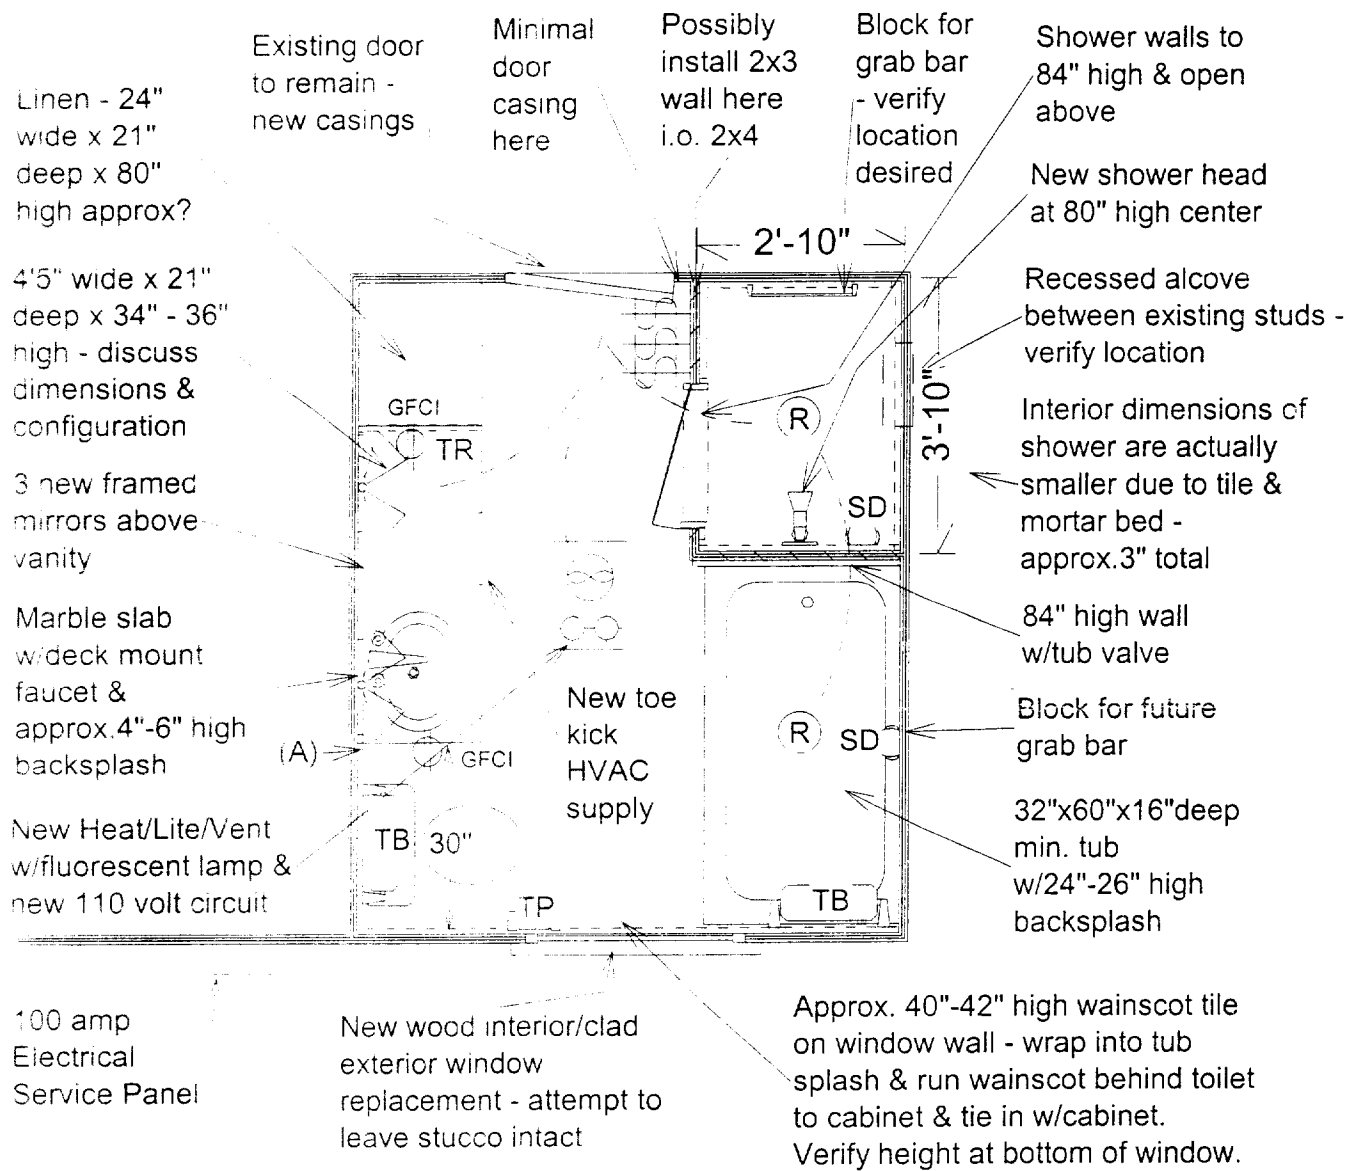 Existing door
to remain -
new casings
Minimal
door
casing
here
Possibly
install 2x3
wall here
i.o. 2x4
Block for
grab bar
- verify
location
desired
Shower walls to
84" high & open
above
Linen - 24"
wide x 21"
deep x 80"
high approx?
New shower head
at 80" high center
2'-10"
4'5" wide x 21"
deep x 34" - 36"
high - discuss
dimensions &
configuration
Recessed alcove
between existing studs -
verify location
3'-10"
GFCI
TR
R
SD
Interior dimensions of
shower are actually
smaller due to tile &
mortar bed -
approx.3" total
3 new framed
mirrors above
vanity
84" high wall
w/tub valve
Marble slab
w/deck mount
faucet &
approx.4"-6" high
backsplash
(A)
GFCI
New toe
kick
HVAC
supply
R
SD
Block for future
grab bar
New Heat/Lite/Vent
w/fluorescent lamp &
new 110 volt circuit
TB
30"
TP
TB
32"x60"x16"deep
min. tub
w/24"-26" high
backsplash
100 amp
Electrical
Service Panel
New wood interior/clad
exterior window
replacement - attempt to
leave stucco intact
Approx. 40"-42" high wainscot tile
on window wall - wrap into tub
splash & run wainscot behind toilet
to cabinet & tie in w/cabinet.
Verify height at bottom of window.